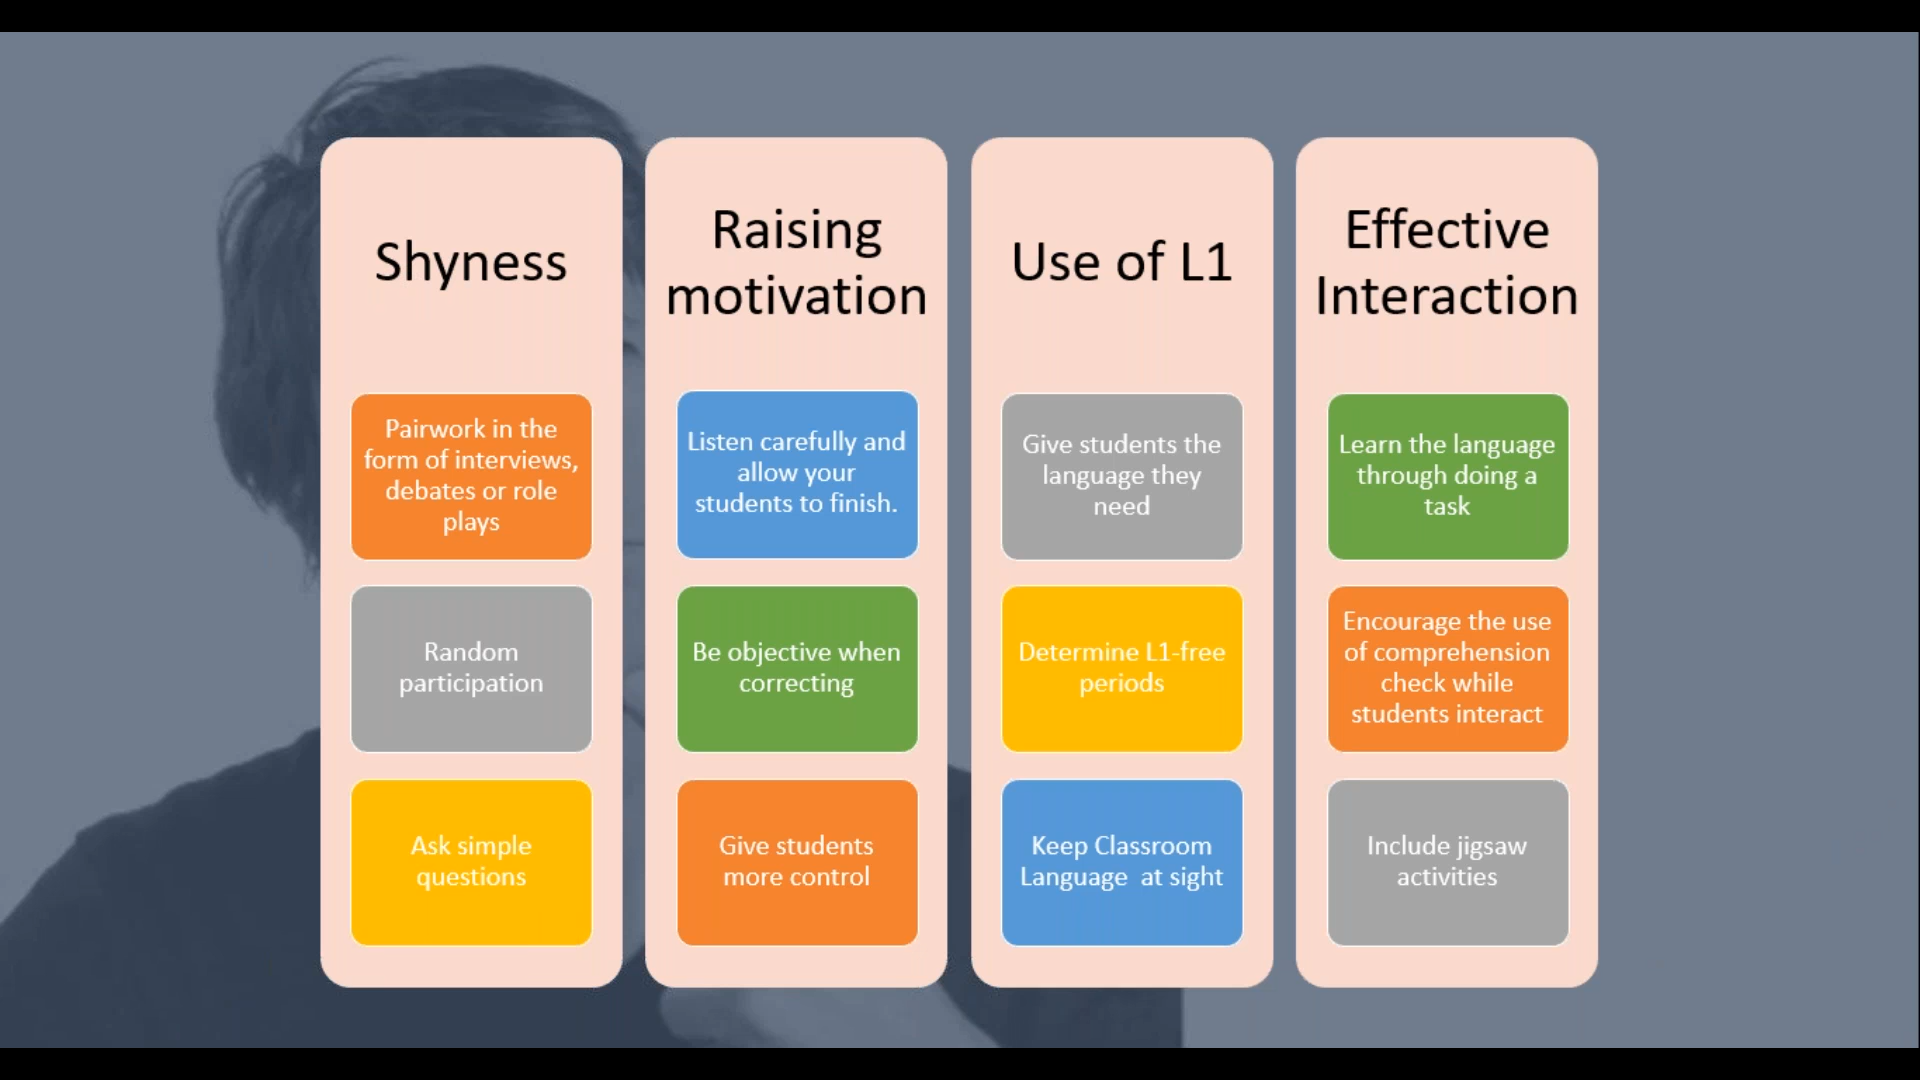 Shyness
Pairwork in the
form of interviews,
debates or role
plays
Random
participation
Ask simple
questions
Raising
motivation
Listen carefully and
allow your
students to finish.
Be objective when
correcting
Give students
more control
Use of L1
Give students the
language they
need
Determine L1-free
periods
Keep Classroom
Language  at sight
Effective
Interaction
Learn the language
through doing a
task
Encourage the use
of comprehension
check while
students interact
Include jigsaw
activities